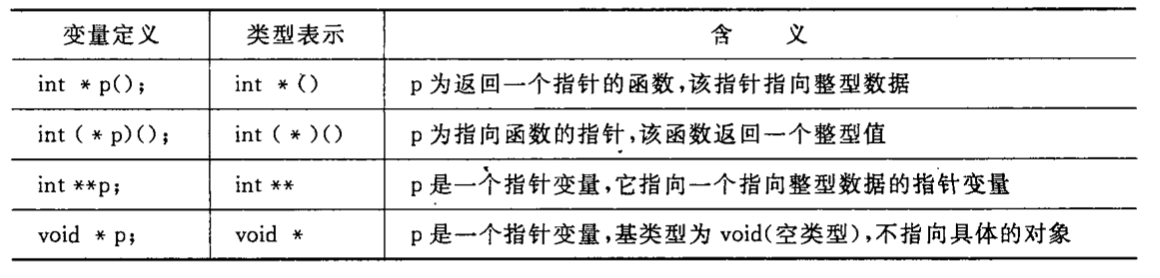 变量定义 类型表示 含 义
int * p(); int * () p 为返回一个指针的函数,该指针指向整型数据
int ( * p)(); int ( * )() p 为指向函数的指针,该函数返回一个整型值
int **p; int ** p 是一个指针变量,它指向一个指向整型数据的指针变量
void * p; void * p 是一个指针变量,基类型为 void(空类型),不指向具体的对象